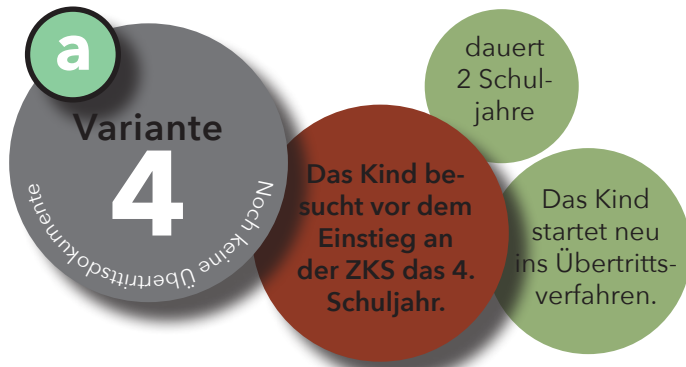 a
Variante
4
Noch keine Übertrittsdokumente
Das Kind be-
sucht vor dem
Einstieg an
der ZKS das 4.
Schuljahr.
dauert
2 Schul-
jahre
Das Kind
startet neu
ins Übertritts-
verfahren.